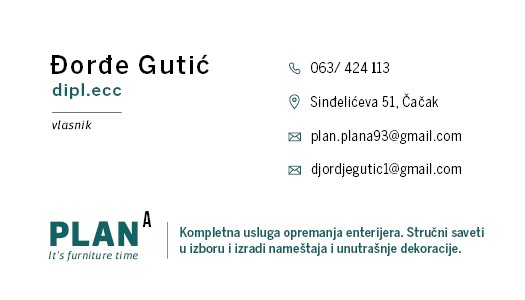 Đorđe Gutić
dipl.ecc
vlasnik
063/ 424 113
Sinđelićeva 51, Čačak
plan.plana93@gmail.com
djordjegutic1@gmail.com
PLAN A
It's furniture time
Kompletna usluga opremanja enterijera. Stručni saveti
u izboru i izradi nameštaja i unutrašnje dekoracije.